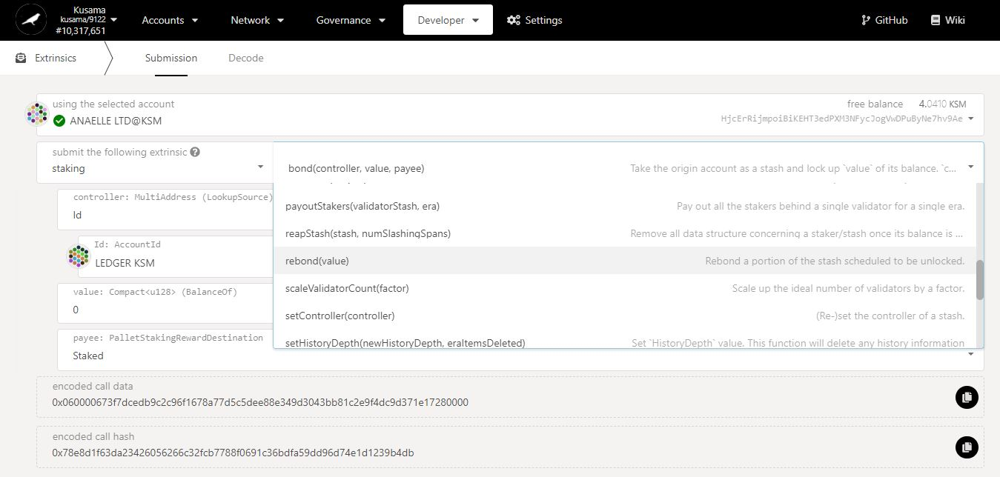 Kusama
kusama/9122
#10,317,651
Accounts
Network
Governance
Developer
Settings
GitHub
Wiki
Extrinsics
Submission
Decode
using the selected account
ANAELLE LTD@KSM
free balance 4.0410 KSM
HjcErRijmpoiBiKEHT3edPXM3NFycJogVwDPuByNe7hv9Ae
submit the following extrinsic
staking
bond(controller, value, payee) Take the origin account as a stash and lock up `value` of its balance. `c...
payoutStakers(validatorStash, era) Pay out all the stakers behind a single validator for a single era.
reapStash(stash, numSlashingSpans) Remove all data structure concerning a staker/stash once its balance is ...
rebond(value) Rebond a portion of the stash scheduled to be unlocked.
scaleValidatorCount(factor) Scale up the ideal number of validators by a factor.
setController(controller) (Re-)set the controller of a stash.
setHistoryDepth(newHistoryDepth, eraItemsDeleted) Set `HistoryDepth` value. This function will delete any history information
controller: MultiAddress (LookupSource)
Id
Id: AccountId
LEDGER KSM
value: Compact<u128> (BalanceOf)
0
payee: PalletStakingRewardDestination
Staked
encoded call data
0x060000673f7dcedb9c2c96f1678a77d5c5dee88e349d3043bb81c2e9f4dc9d371e17280000
encoded call hash
0x78e8d1f63da23426056266c32fcb7788f0691c36bdfa59dd96d74e1d1239b4db